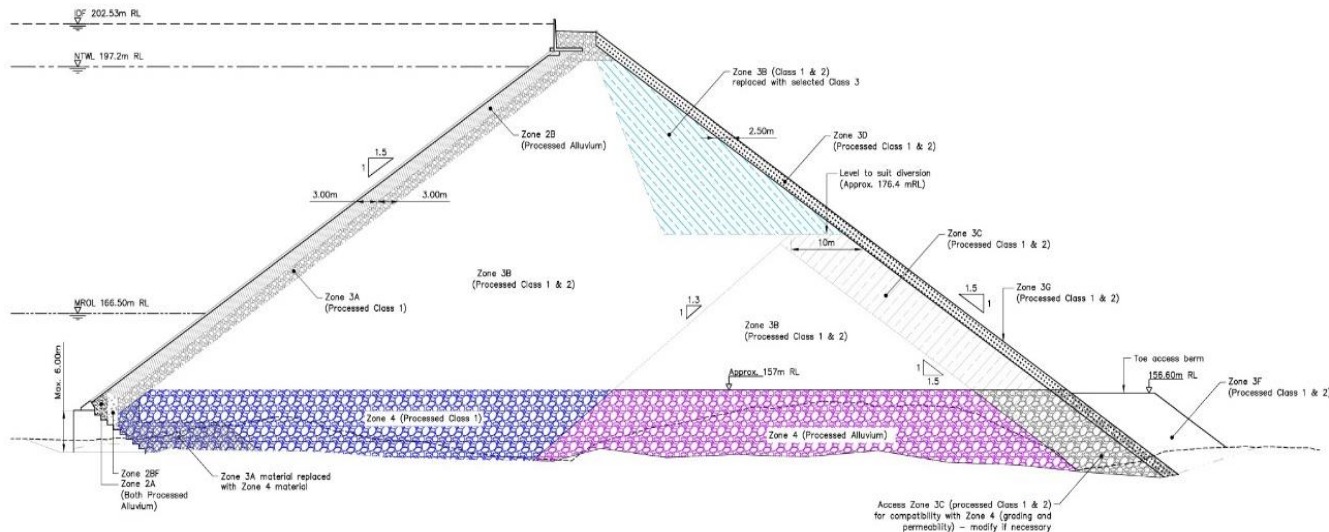 IDF 202.53m RL
NTWL 197.2m RL
Zone 3B (Class 1 & 2)
replaced with selected Class 3
Zone 2B
(Processed Alluvium)
2.50m
Zone 3D
(Processed Class 1 & 2)
1.5
1
Level to suit diversion
(Approx. 176.4 mRL)
3.00m
3.00m
Zone 3C
(Processed Class 1 & 2)
10m
Zone 3B
(Processed Class 1 & 2)
Zone 3A
(Processed Class 1)
1.3
1
1.5
1
Zone 3G
(Processed Class 1 & 2)
MROL 166.50m RL
Zone 3B
(Processed Class 1 & 2)
Max. 6.00m
Approx. 157m RL
1
1.5
Toe access berm
156.60m RL
Zone 3F
(Processed Class 1 & 2)
Zone 4 (Processed Class 1)
Zone 4 (Processed Alluvium)
Zone 2BF
Zone 2A
(Both Processed
Alluvium)
Zone 3A material replaced
with Zone 4 material
Access Zone 3C (processed Class 1 & 2)
for compatibility with Zone 4 (grading and
permeability) – modify if necessary